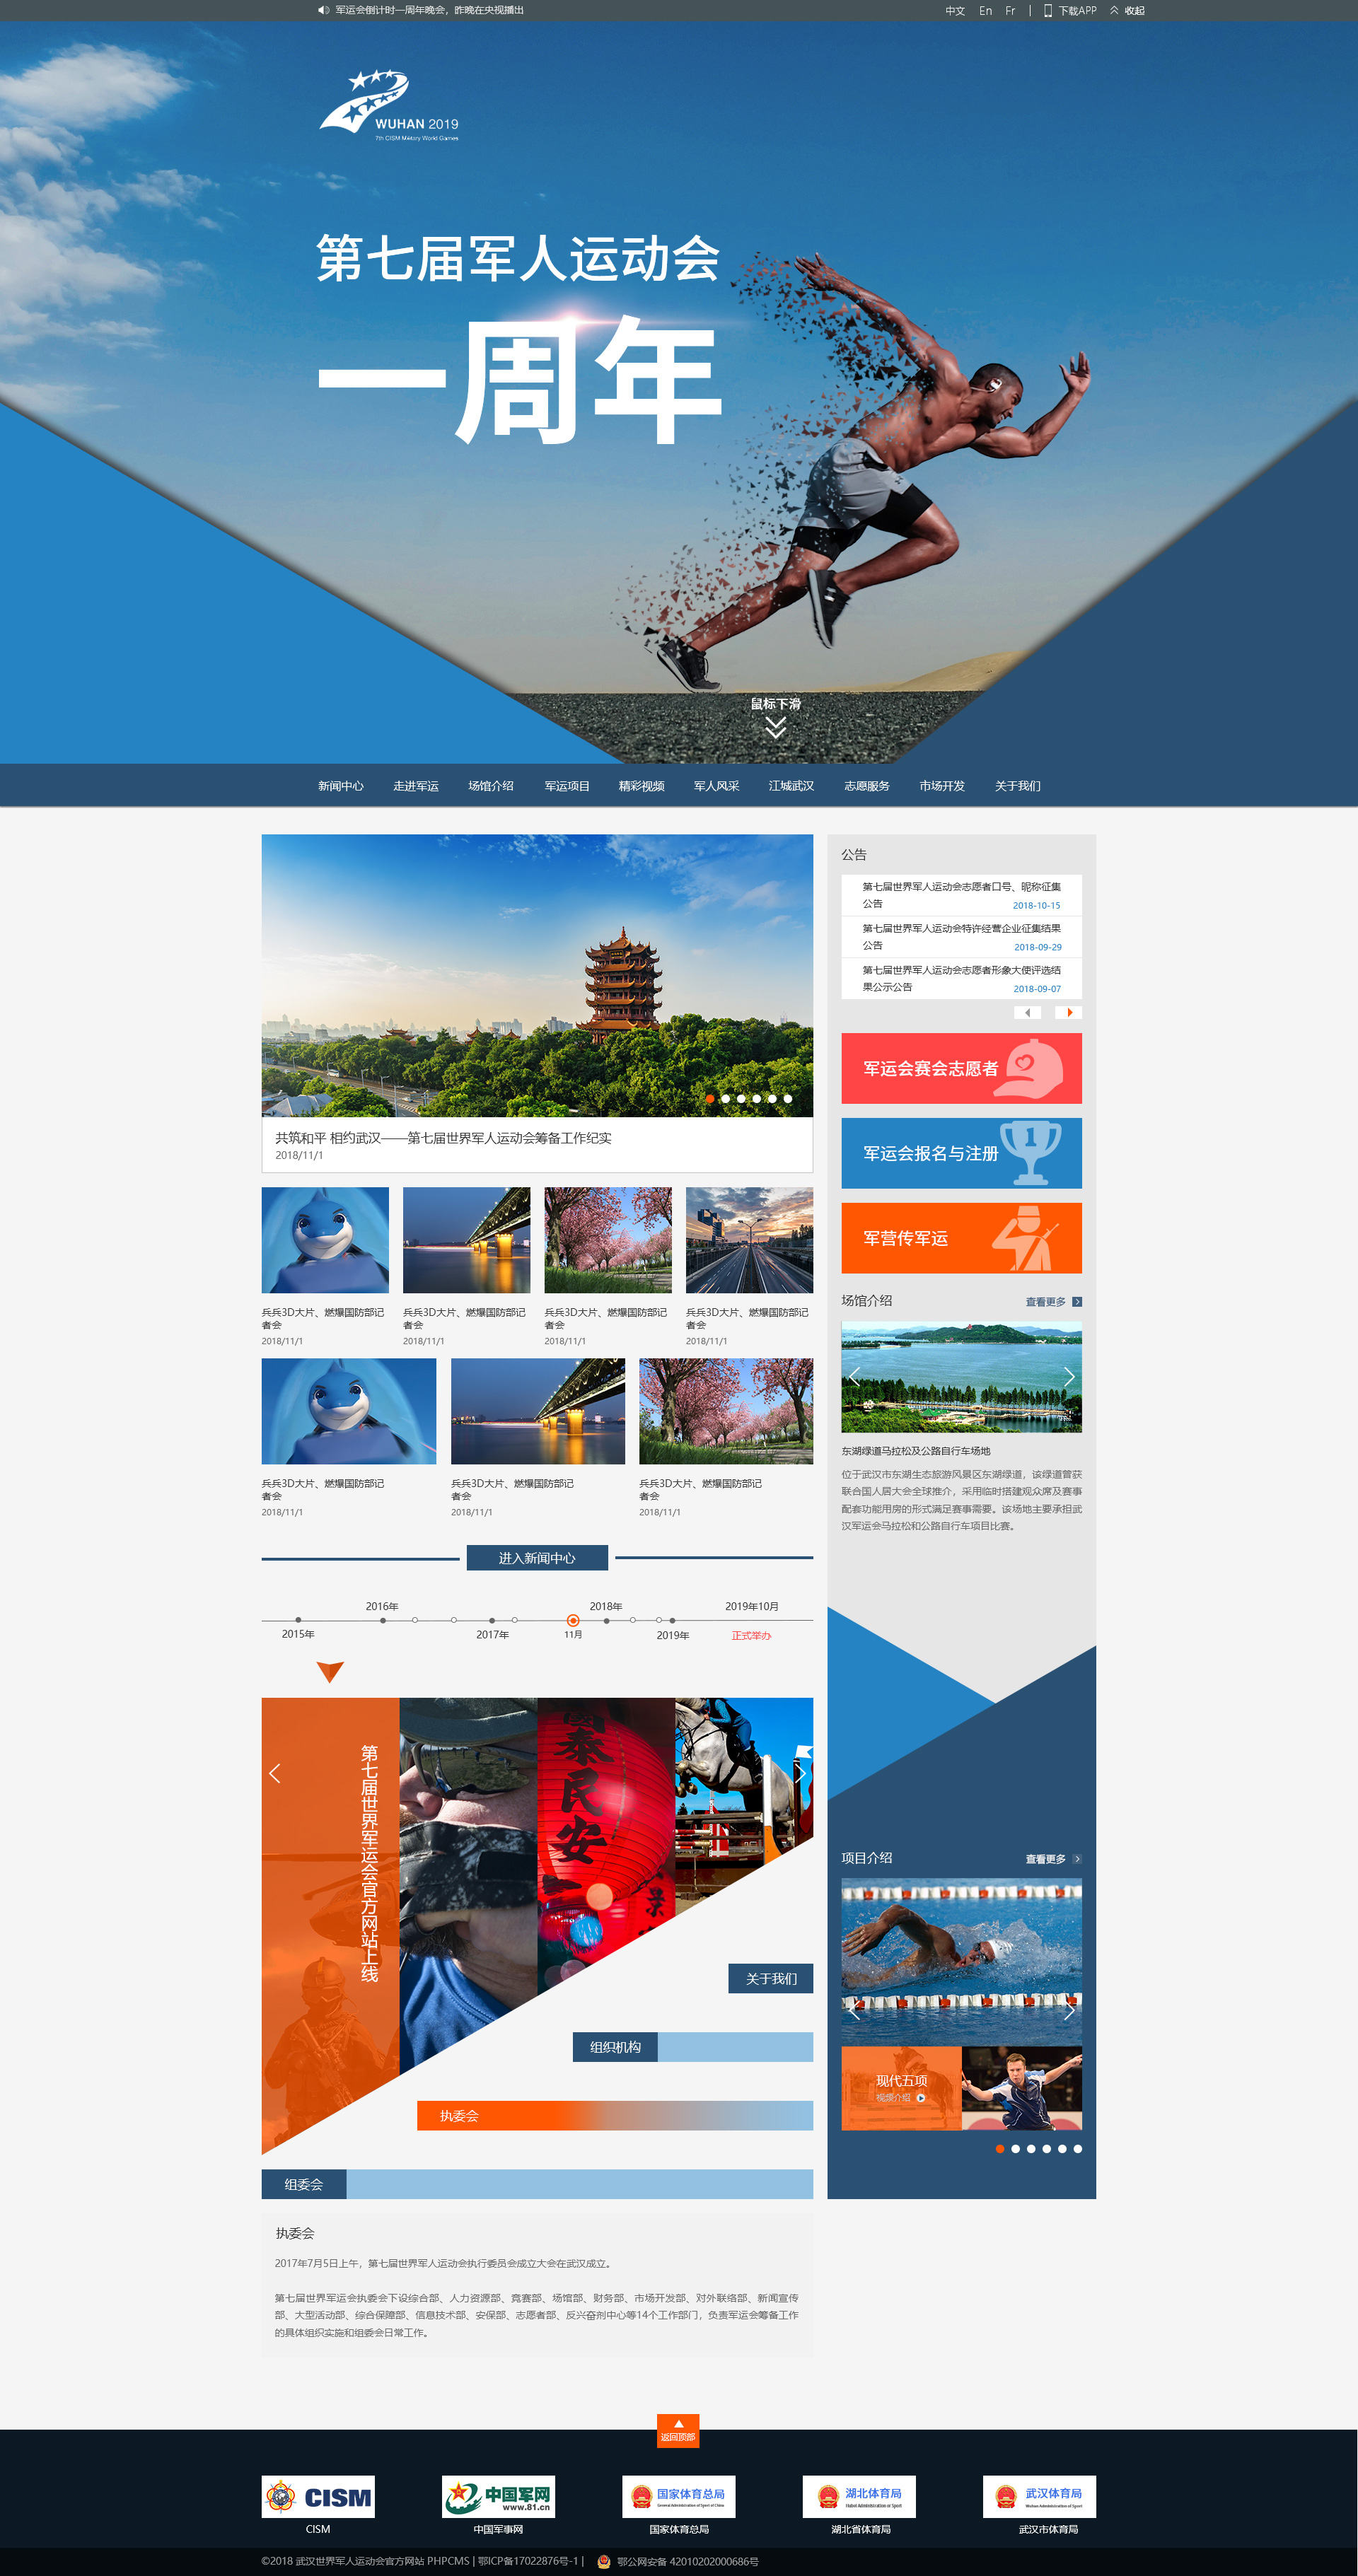 军运会倒计时一周年晚会，昨晚在央视播出
中文 En Fr | 下载APP 收起
WUHAN 2019
7th CISM Military World Games
第七届军人运动会
一周年
鼠标下滑
新闻中心 走进军运 场馆介绍 军运项目 精彩视频 军人风采 江城武汉 志愿服务 市场开发 关于我们
共筑和平 相约武汉——第七届世界军人运动会筹备工作纪实
2018/11/1
兵兵3D大片、燃爆国防部记
者会
2018/11/1
兵兵3D大片、燃爆国防部记
者会
2018/11/1
兵兵3D大片、燃爆国防部记
者会
2018/11/1
兵兵3D大片、燃爆国防部记
者会
2018/11/1
兵兵3D大片、燃爆国防部记
者会
2018/11/1
兵兵3D大片、燃爆国防部记
者会
2018/11/1
兵兵3D大片、燃爆国防部记
者会
2018/11/1
进入新闻中心
2016年 2018年 2019年10月
2015年 2017年 11月 2019年 正式举办
第七届世界军运会官方网站上线
泰民安
关于我们
组织机构
执委会
组委会
执委会
2017年7月5日上午，第七届世界军人运动会执行委员会成立大会在武汉成立。
第七届世界军运会执委会下设综合部、人力资源部、竞赛部、场馆部、财务部、市场开发部、对外联络部、新闻宣传
部、大型活动部、综合保障部、信息技术部、安保部、志愿者部、反兴奋剂中心等14个工作部门，负责军运会筹备工作
的具体组织实施和组委会日常工作。
公告
第七届世界军人运动会志愿者口号、昵称征集
公告 2018-10-15
第七届世界军人运动会特许经营企业征集结果
公告 2018-09-29
第七届世界军人运动会志愿者形象大使评选结
果公示公告 2018-09-07
军运会赛会志愿者
军运会报名与注册
1
军营传军运
场馆介绍 查看更多
东湖绿道马拉松及公路自行车场地
位于武汉市东湖生态旅游风景区东湖绿道，该绿道曾获
联合国人居大会全球推介，采用临时搭建观众席及赛事
配套功能用房的形式满足赛事需要。该场地主要承担武
汉军运会马拉松和公路自行车项目比赛。
项目介绍 查看更多
现代五项
视频介绍
返回顶部
CISM
中国军网
www.81.cn
国家体育总局
General Administration of Sport of China
湖北体育局
Hubei Administration of Sport
武汉体育局
Wuhan Administration of Sport
CISM 中国军事网 国家体育总局 湖北省体育局 武汉市体育局
©2018 武汉世界军人运动会官方网站 PHPCMS | 鄂ICP备17022876号-1 | 鄂公网安备 42010202000686号